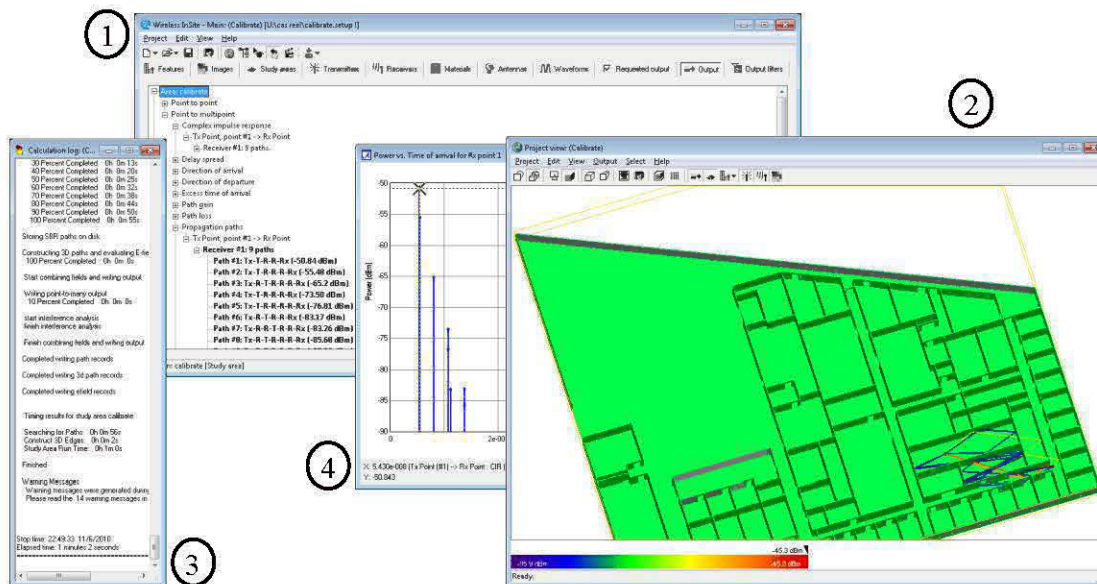 1
Wireless InSite - Main: (Calibrate) [U:\cas reel\calibrate.setup !]
Project Edit View Help
Features Images Study areas Transmitters Receivers Materials Antennas Waveforms Requested output Output Output filters
Area: calibrate
Point to point
Point to multipoint
Complex impulse response
Tx Point, point #1 -> Rx Point
Receiver #1: 9 paths
Delay spread
Direction of arrival
Direction of departure
Excess time of arrival
Path gain
Path loss
Propagation paths
Tx Point, point #1 -> Rx Point
Receiver #1: 9 paths
Path #1: Tx-T-R-R-Rx (-50.84 dBm)
Path #2: Tx-T-R-R-Rx (-55.48 dBm)
Path #3: Tx-T-R-R-R-Rx (-65.2 dBm)
Path #4: Tx-T-R-R-Rx (-73.50 dBm)
Path #5: Tx-T-R-R-R-Rx (-76.81 dBm)
Path #6: Tx-R-R-T-R-Rx (-83.17 dBm)
Path #7: Tx-R-T-R-R-Rx (-83.26 dBm)
Path #8: Tx-T-R-R-Rx (-85.68 dBm)
calibrate [Study area]
Calculation log: (C...
30 Percent Completed 0h 0m 13s
40 Percent Completed 0h 0m 20s
50 Percent Completed 0h 0m 25s
60 Percent Completed 0h 0m 32s
70 Percent Completed 0h 0m 38s
80 Percent Completed 0h 0m 44s
90 Percent Completed 0h 0m 50s
100 Percent Completed 0h 0m 55s
Storing SBR paths on disk
Constructing 3D paths and evaluating E-fie
100 Percent Completed 0h 0m 0s
Start combining fields and writing output
Writing point-to-many output
10 Percent Completed 0h 0m 0s
start interference analysis
finish interference analysis
Finish combining fields and writing output
Completed writing path records
Completed writing 3d path records
Completed writing efield records
Timing results for study area calibrate
Searching for Paths: 0h 0m 56s
Construct 3D Edges: 0h 0m 2s
Study Area Run Time: 0h 1m 0s
Finished
Warning Messages
Warning messages were generated during
Please read the 14 warning messages in
Stop time: 22:49:33 11/6/2010
Elapsed time: 1 minutes 2 seconds
3
Power vs. Time of arrival for Rx point 1
-50
-55
-60
-65
-70
-75
-80
-85
-90
Power (dBm)
0
2e-00
X: 5.430e-008 (Tx Point (#1) -> Rx Point : CIR (
Y: -50.843
4
2
Project view: (Calibrate)
Project Edit View Output Select Help
-45.3 dBm
-95.9 dBm
-45.0 dBm
Ready.